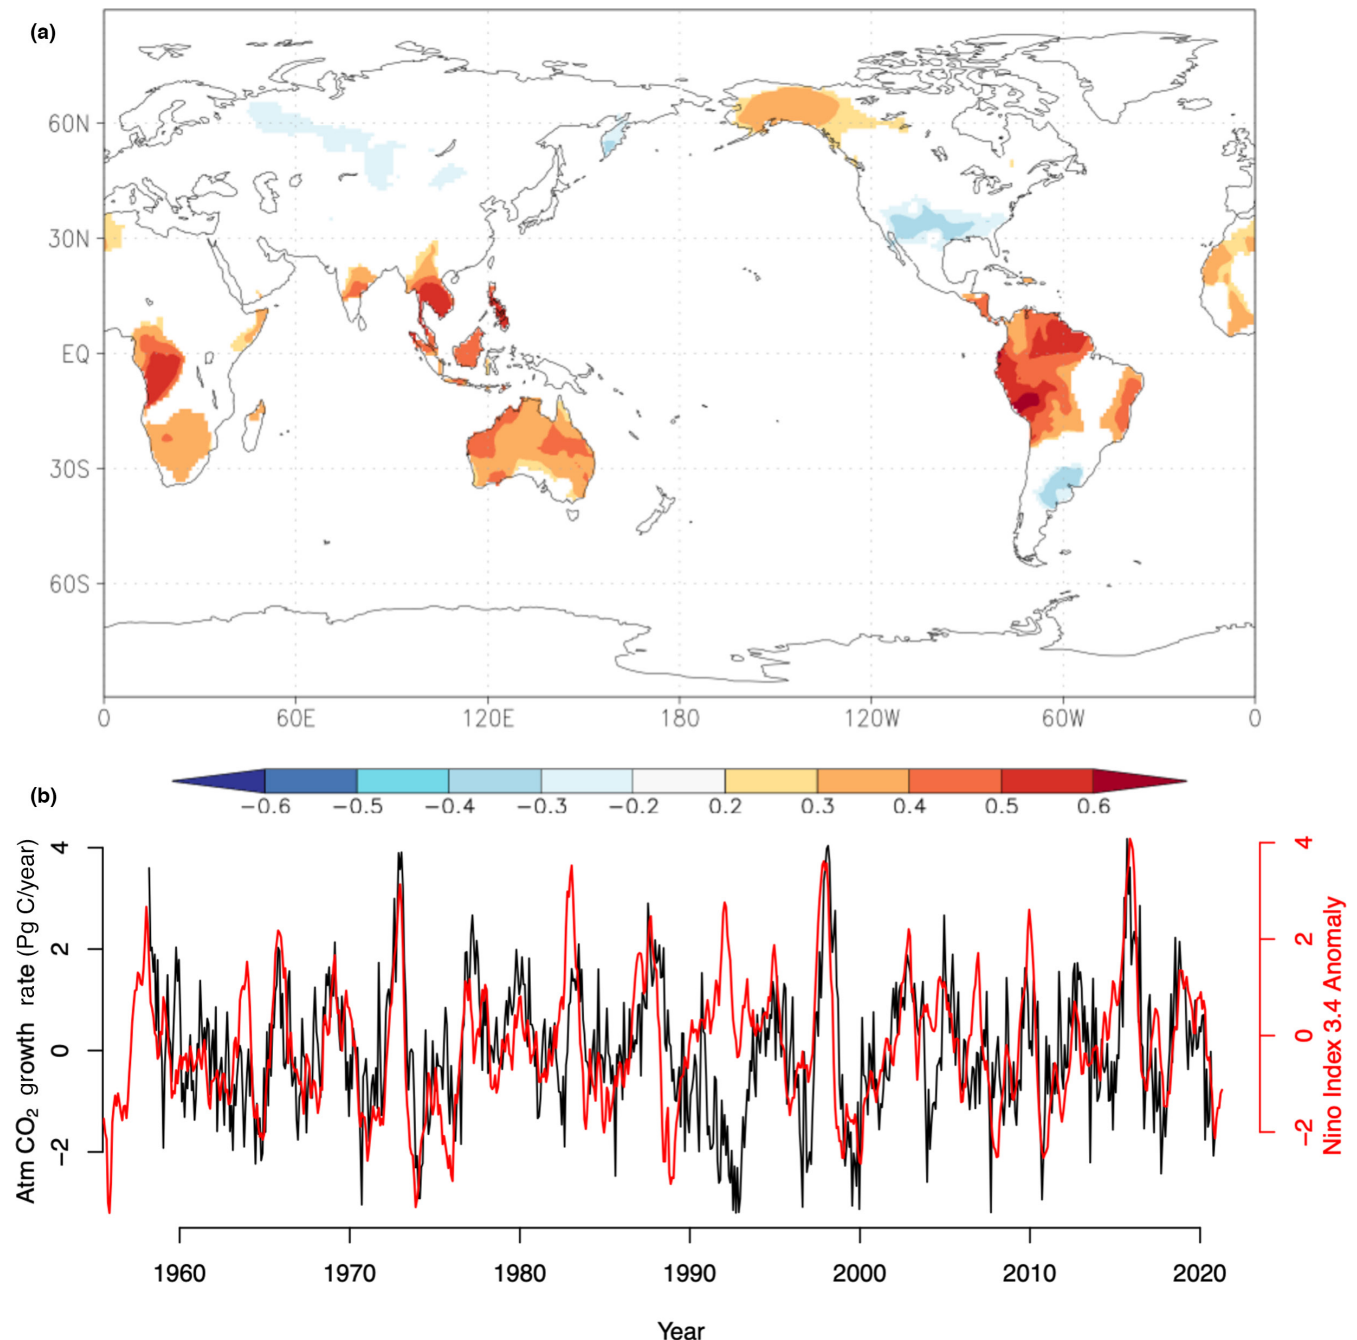 (a)
60N
30N
EQ
30S
60S
0 60E 120E 180 120W 60W 0
(b)
−0.6 −0.5 −0.4 −0.3 −0.2 0.2 0.3 0.4 0.5 0.6
Atm CO₂ growth rate (Pg C/year)
4
2
0
−2
4
2
0
−2
Nino Index 3.4 Anomaly
1960 1970 1980 1990 2000 2010 2020
Year